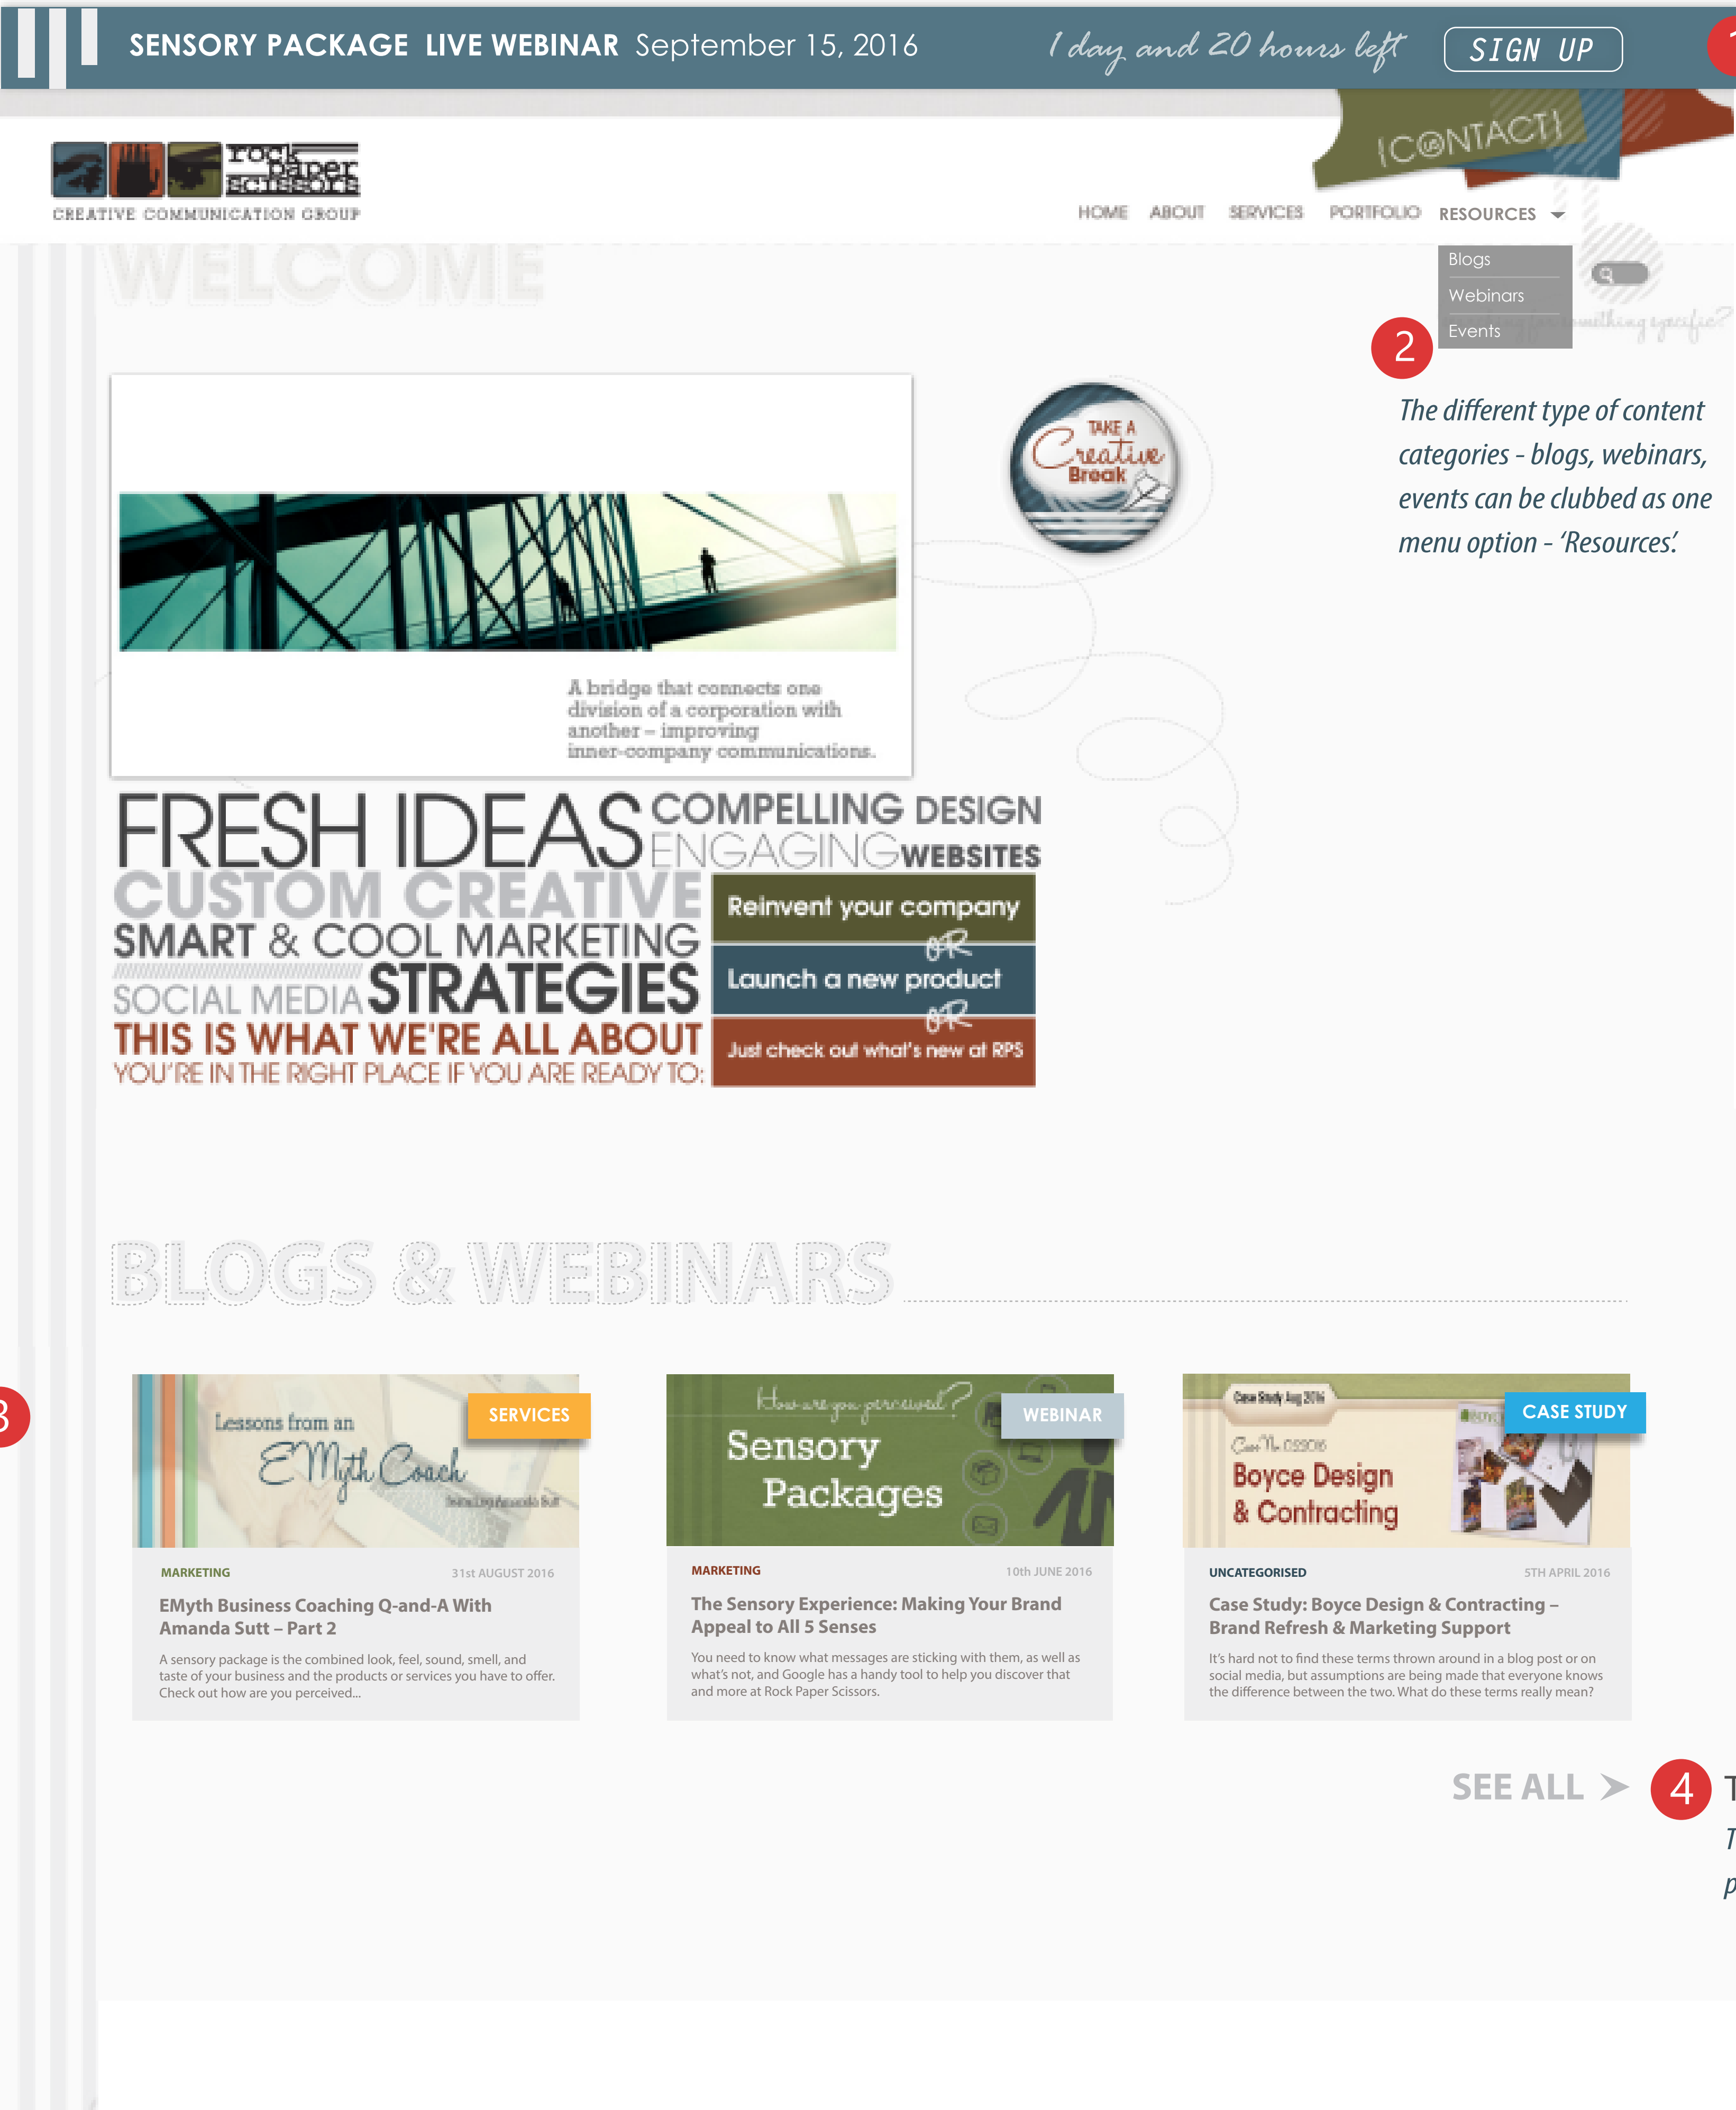 SENSORY PACKAGE LIVE WEBINAR September 15, 2016
1 day and 20 hours left
SIGN UP
1
{CONTACT US}
rock
paper
scissors
CREATIVE COMMUNICATION GROUP
HOME ABOUT SERVICES PORTFOLIO RESOURCES
WELCOME
Blogs
Webinars
Events
something specific?
2
The different type of content
categories - blogs, webinars,
events can be clubbed as one
menu option - ‘Resources’.
TAKE A
Creative
Break
A bridge that connects one
division of a corporation with
another – improving
inner-company communications.
FRESH IDEAS COMPELLING DESIGN
ENGAGING WEBSITES
CUSTOM CREATIVE
SMART & COOL MARKETING
SOCIAL MEDIA STRATEGIES
THIS IS WHAT WE'RE ALL ABOUT
YOU'RE IN THE RIGHT PLACE IF YOU ARE READY TO:
Reinvent your company
OR
Launch a new product
OR
Just check out what's new at RPS
BLOGS & WEBINARS
3
Lessons from an
EMyth Coach
SERVICES
MARKETING 31st AUGUST 2016
EMyth Business Coaching Q-and-A With
Amanda Sutt – Part 2
A sensory package is the combined look, feel, sound, smell, and
taste of your business and the products or services you have to offer.
Check out how are you perceived...
How are you perceived?
Sensory
Packages
WEBINAR
MARKETING 10th JUNE 2016
The Sensory Experience: Making Your Brand
Appeal to All 5 Senses
You need to know what messages are sticking with them, as well as
what’s not, and Google has a handy tool to help you discover that
and more at Rock Paper Scissors.
Case Study Aug 2016
Case No. 033016
Boyce Design
& Contracting
CASE STUDY
UNCATEGORISED 5TH APRIL 2016
Case Study: Boyce Design & Contracting –
Brand Refresh & Marketing Support
It’s hard not to find these terms thrown around in a blog post or on
social media, but assumptions are being made that everyone knows
the difference between the two. What do these terms really mean?
SEE ALL
4
T
T
p